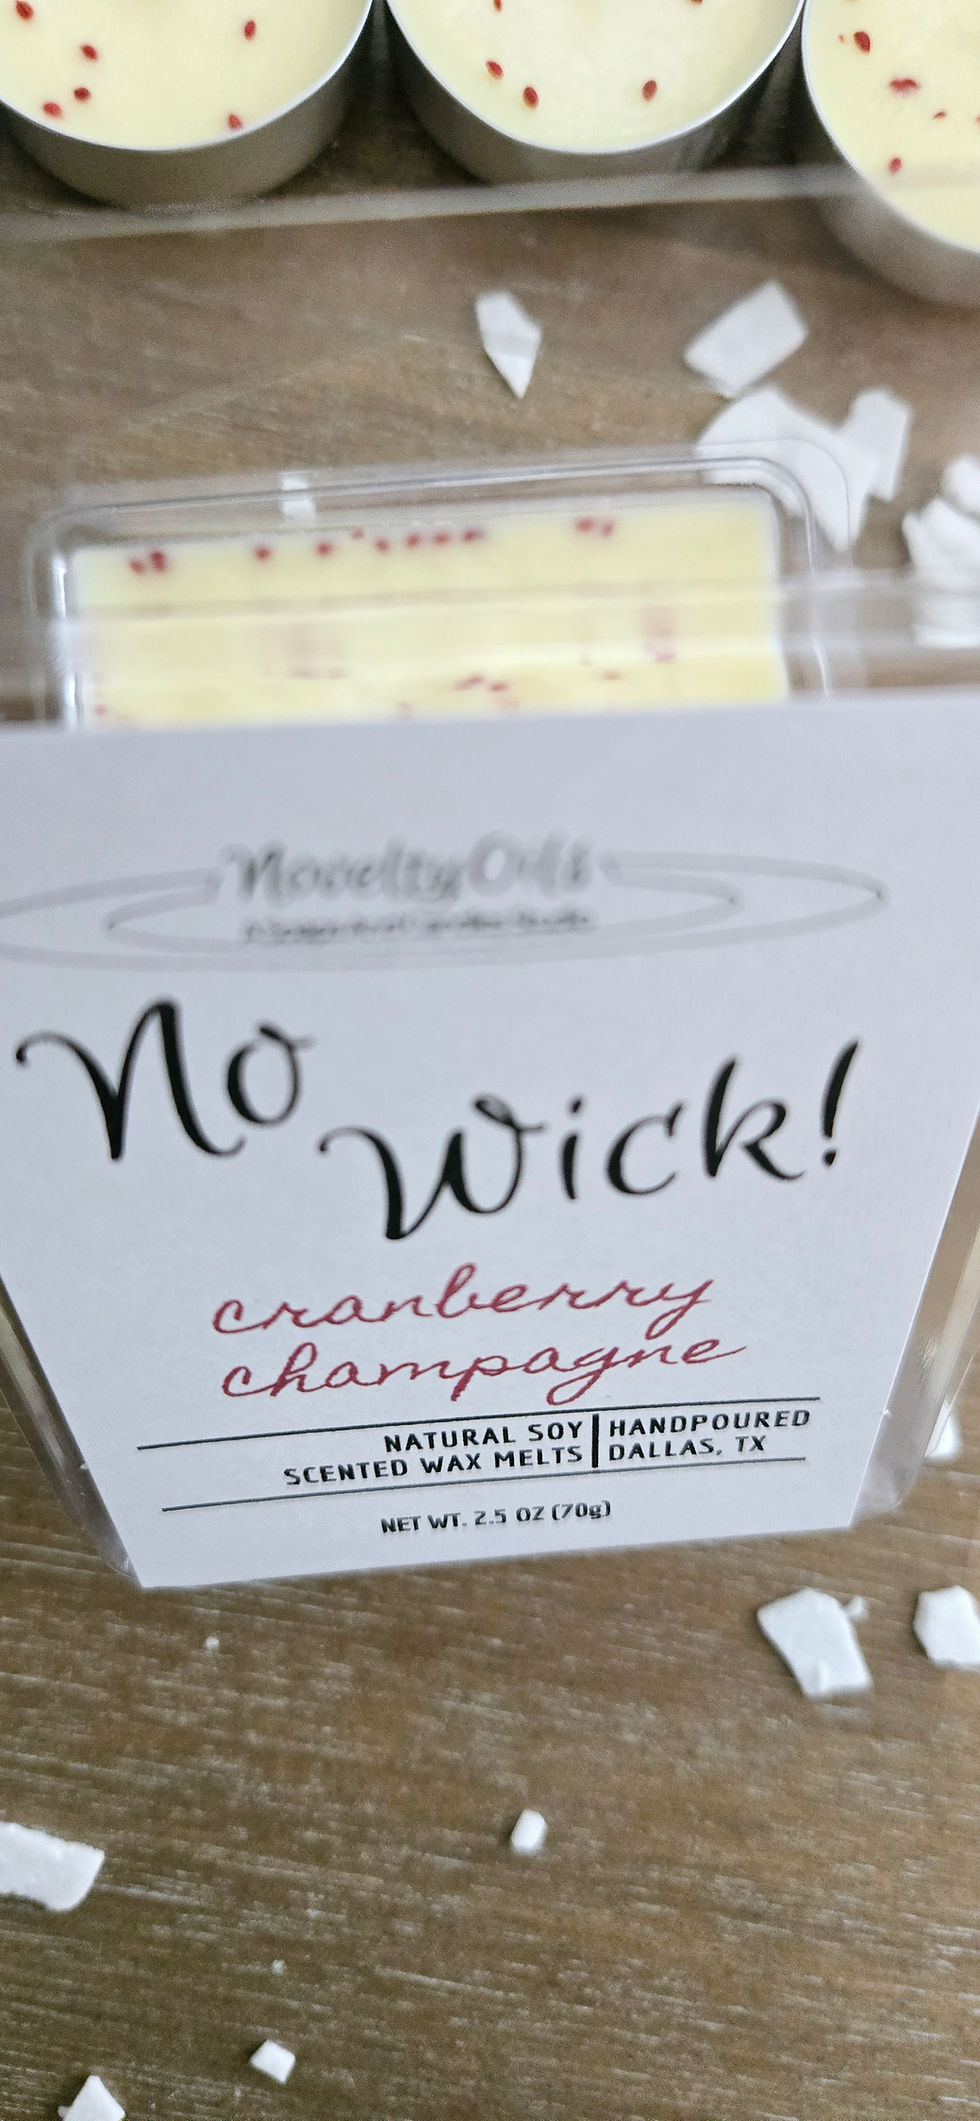 NoveltyOils
No
Wick!
cranberry
champagne
NATURAL SOY | HANDPOURED
SCENTED WAX MELTS | DALLAS, TX
NET WT. 2.5 OZ (70g)